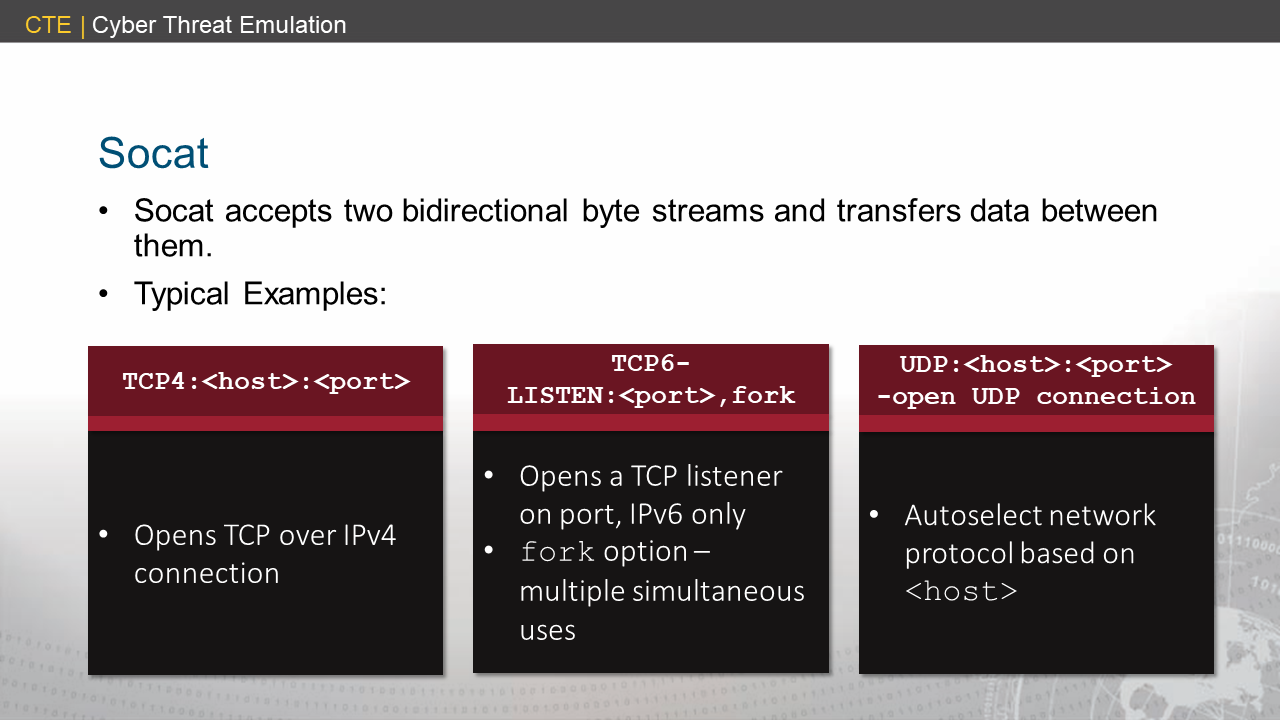 CTE | Cyber Threat Emulation
Socat
• Socat accepts two bidirectional byte streams and transfers data between
them.
• Typical Examples:
TCP4:<host>:<port>
• Opens TCP over IPv4
connection
TCP6-
LISTEN:<port>,fork
• Opens a TCP listener
on port, IPv6 only
• fork option –
multiple simultaneous
uses
UDP:<host>:<port>
-open UDP connection
• Autoselect network
protocol based on
<host>